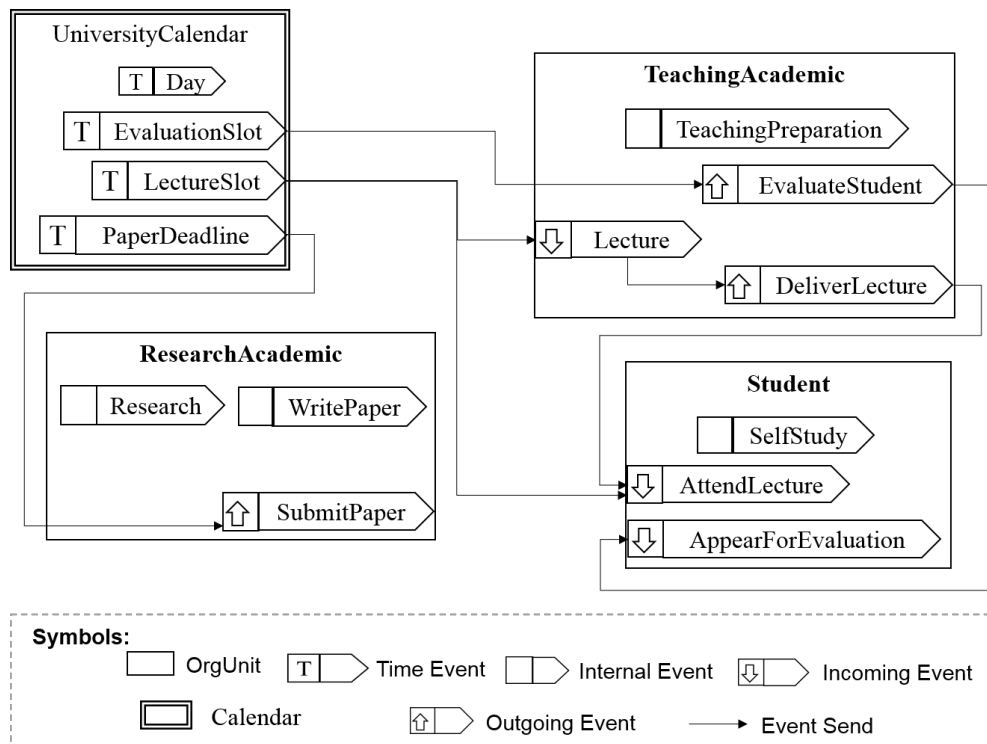 UniversityCalendar
T Day
T EvaluationSlot
T LectureSlot
T PaperDeadline
TeachingAcademic
TeachingPreparation
EvaluateStudent
Lecture
DeliverLecture
ResearchAcademic
Research
WritePaper
SubmitPaper
Student
SelfStudy
AttendLecture
AppearForEvaluation
Symbols:
OrgUnit
T Time Event
Internal Event
Incoming Event
Calendar
Outgoing Event
Event Send